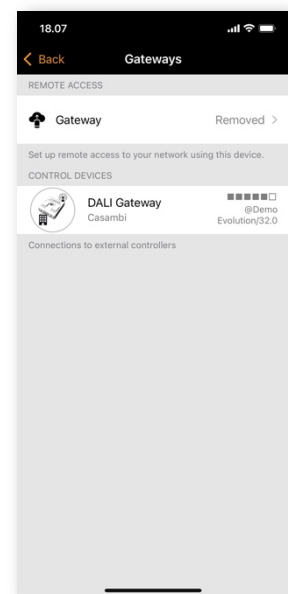 18.07
Back Gateways
REMOTE ACCESS
Gateway Removed
Set up remote access to your network using this device.
CONTROL DEVICES
DALI Gateway
Casambi
@Demo
Evolution/32.0
Connections to external controllers